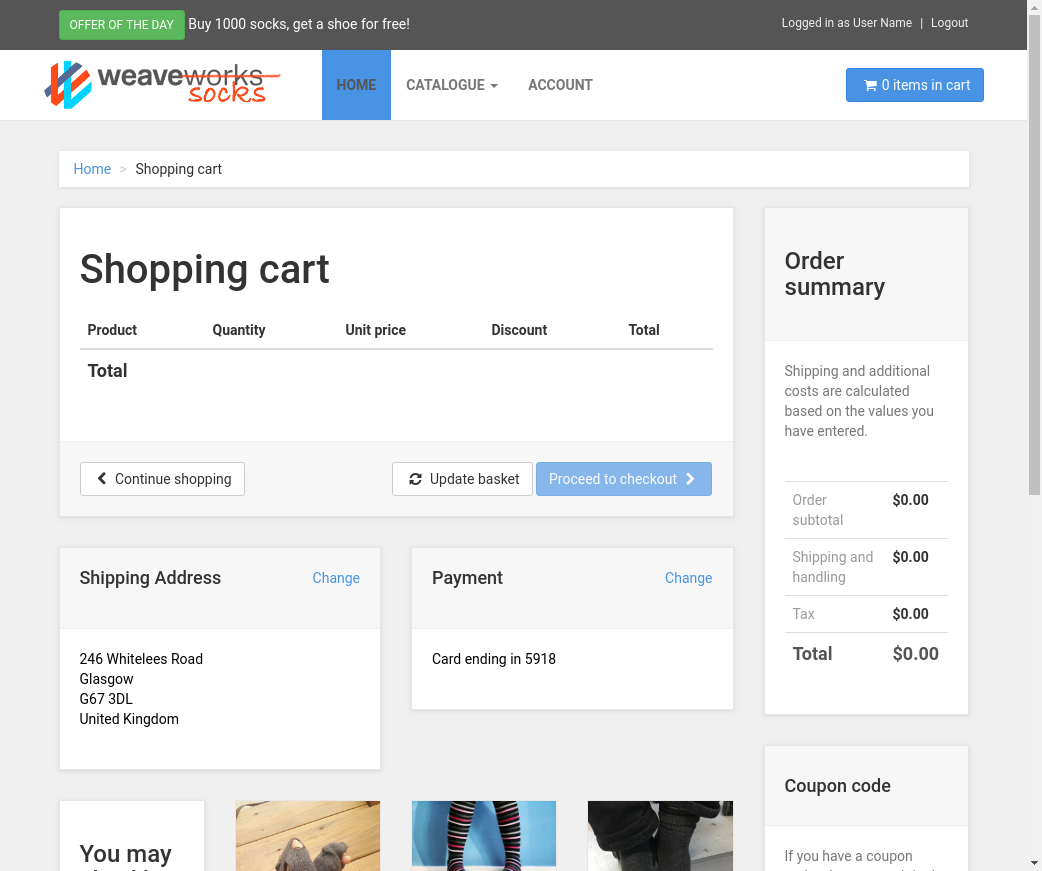 OFFER OF THE DAY Buy 1000 socks, get a shoe for free!
Logged in as User Name | Logout
weaveworks
socks
HOME CATALOGUE ACCOUNT
0 items in cart
Home > Shopping cart
Shopping cart
Product Quantity Unit price Discount Total
Total
Continue shopping
Update basket
Proceed to checkout
Order
summary
Shipping and additional
costs are calculated
based on the values you
have entered.
Order
subtotal
$0.00
Shipping and
handling
$0.00
Tax $0.00
Total $0.00
Shipping Address Change
246 Whitelees Road
Glasgow
G67 3DL
United Kingdom
Payment Change
Card ending in 5918
Coupon code
If you have a coupon
You may